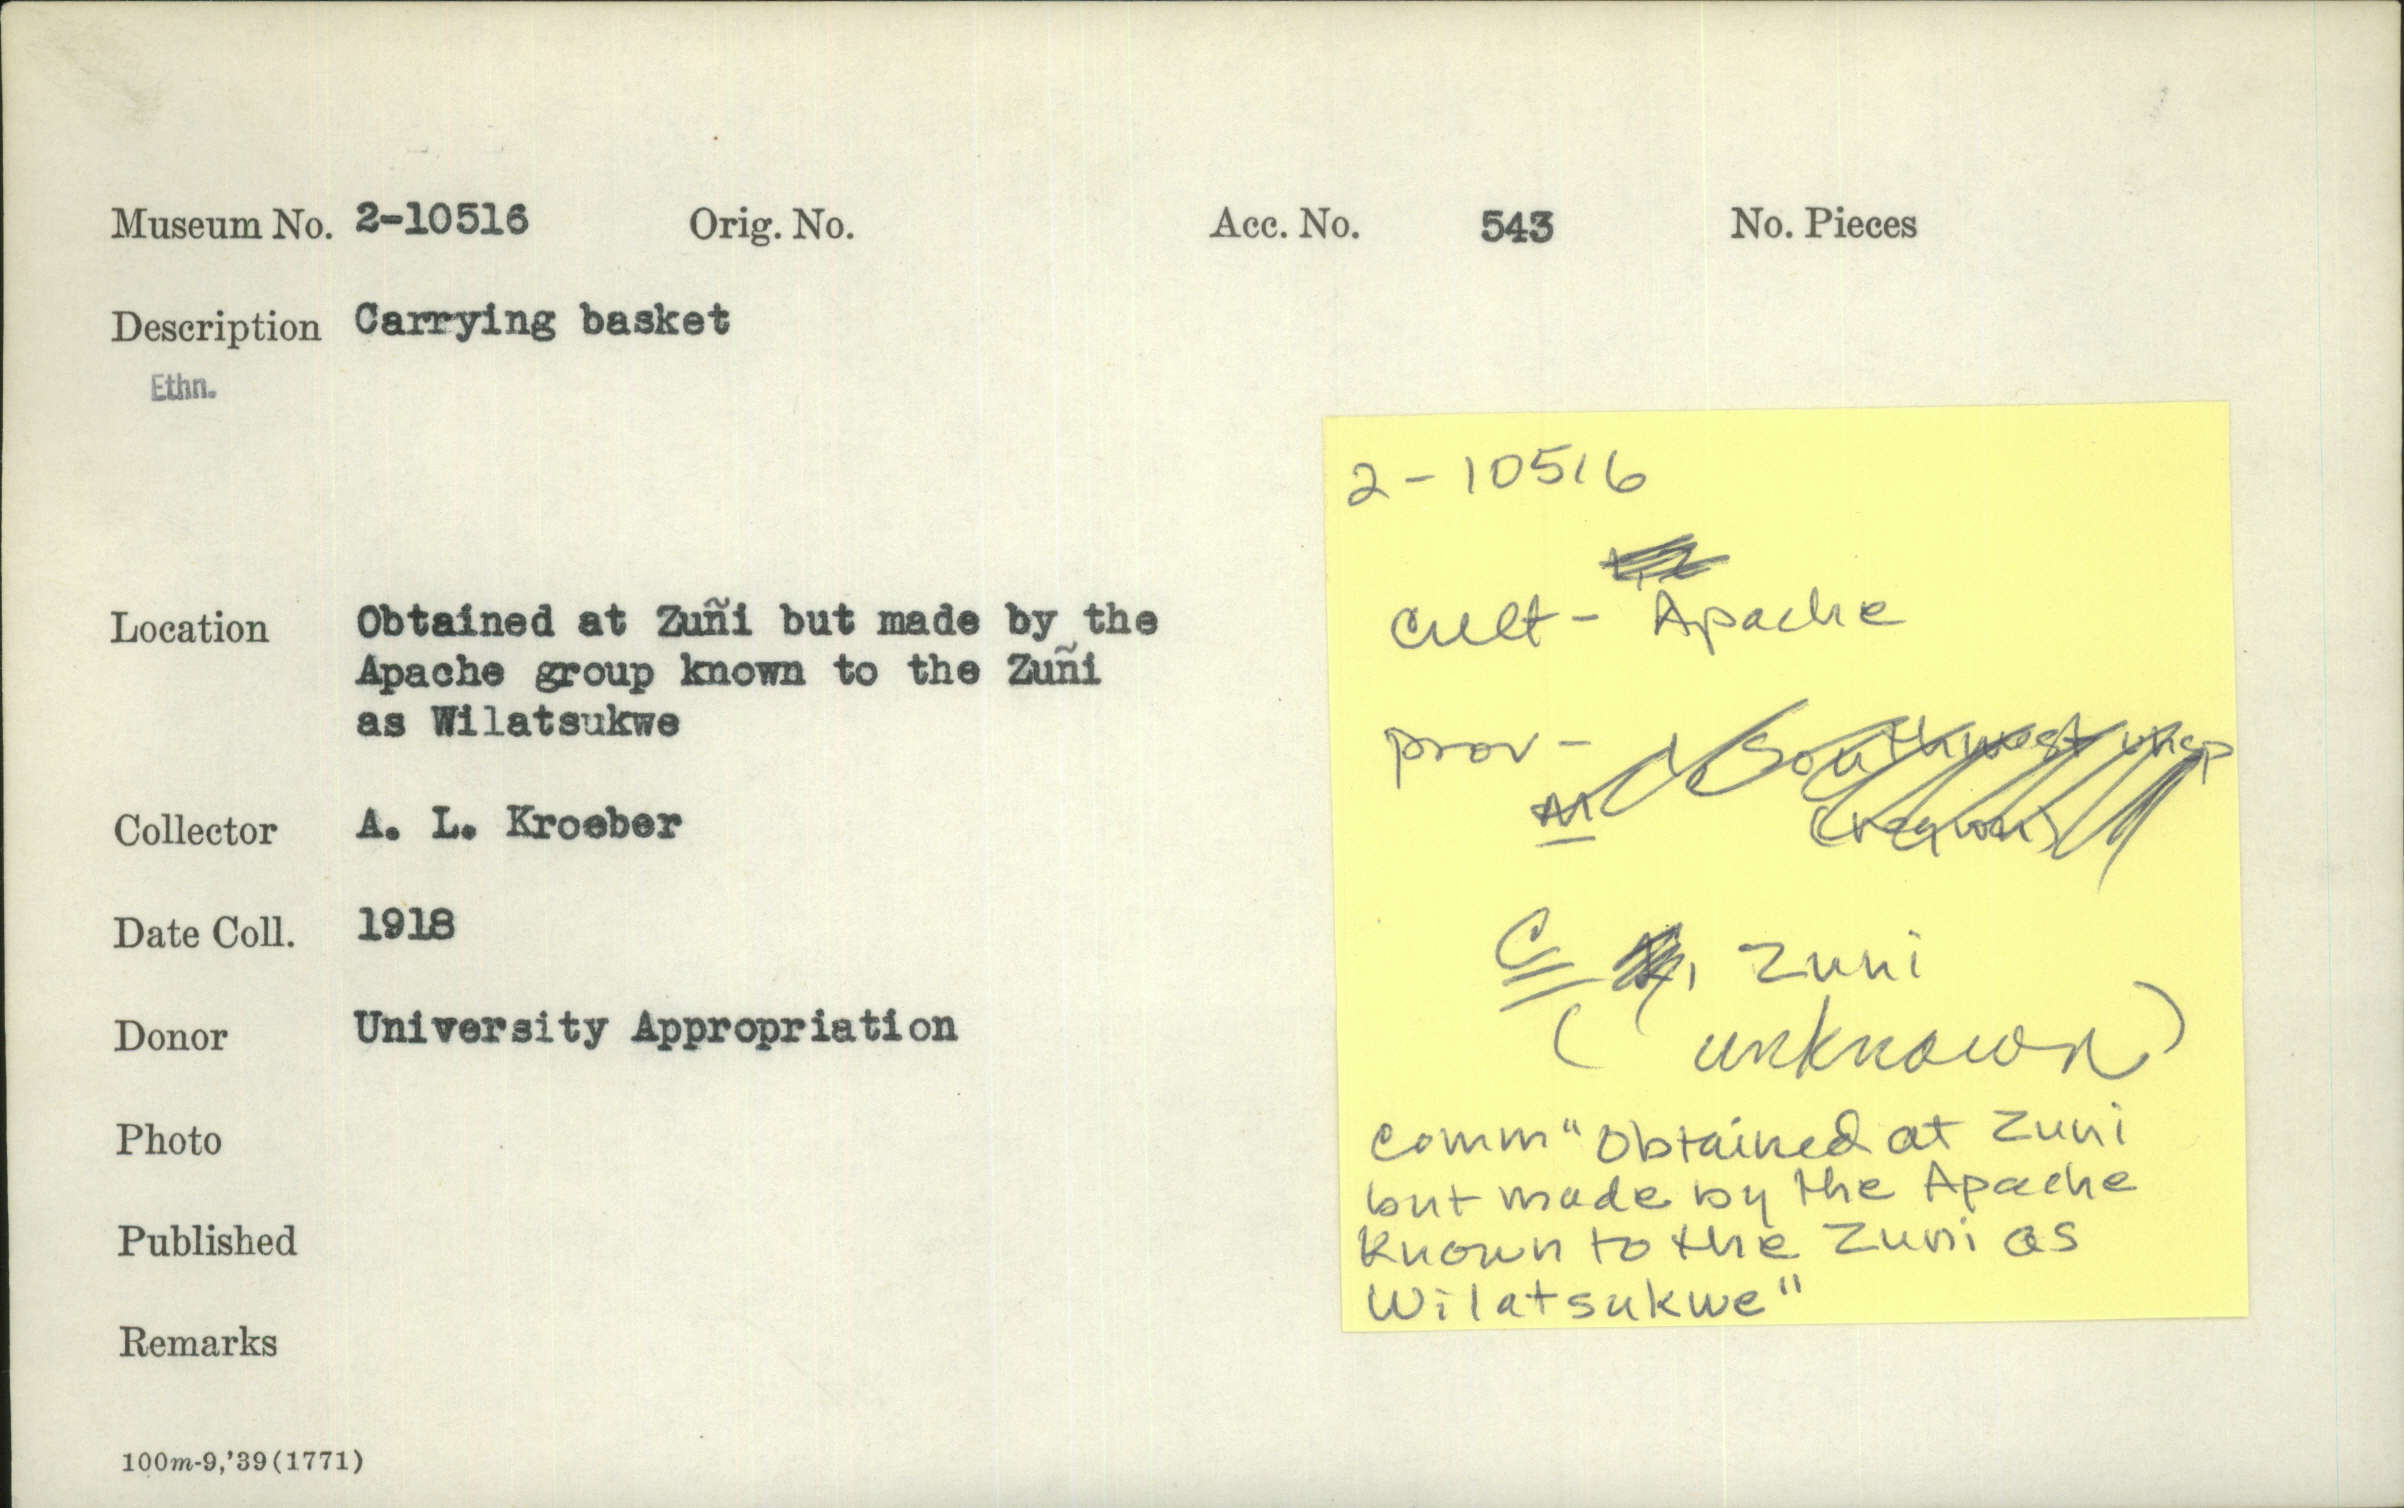 Museum No. 2-10516 Orig. No. Acc. No. 543 No. Pieces
Description Carrying basket
Ethn.
Location Obtained at Zuñi but made by the
Apache group known to the Zuñi
as Wilatsukwe
Collector A. L. Kroeber
Date Coll. 1918
Donor University Appropriation
Photo
Published
Remarks
100m-9,'39(1771)
2-10516
Cult - Apache
prov - Southwest unsp
M (region)
C , Zuni
( unknown)
Comm "Obtained at Zuni
but made by the Apache
known to the Zuni as
Wilatsukwe"